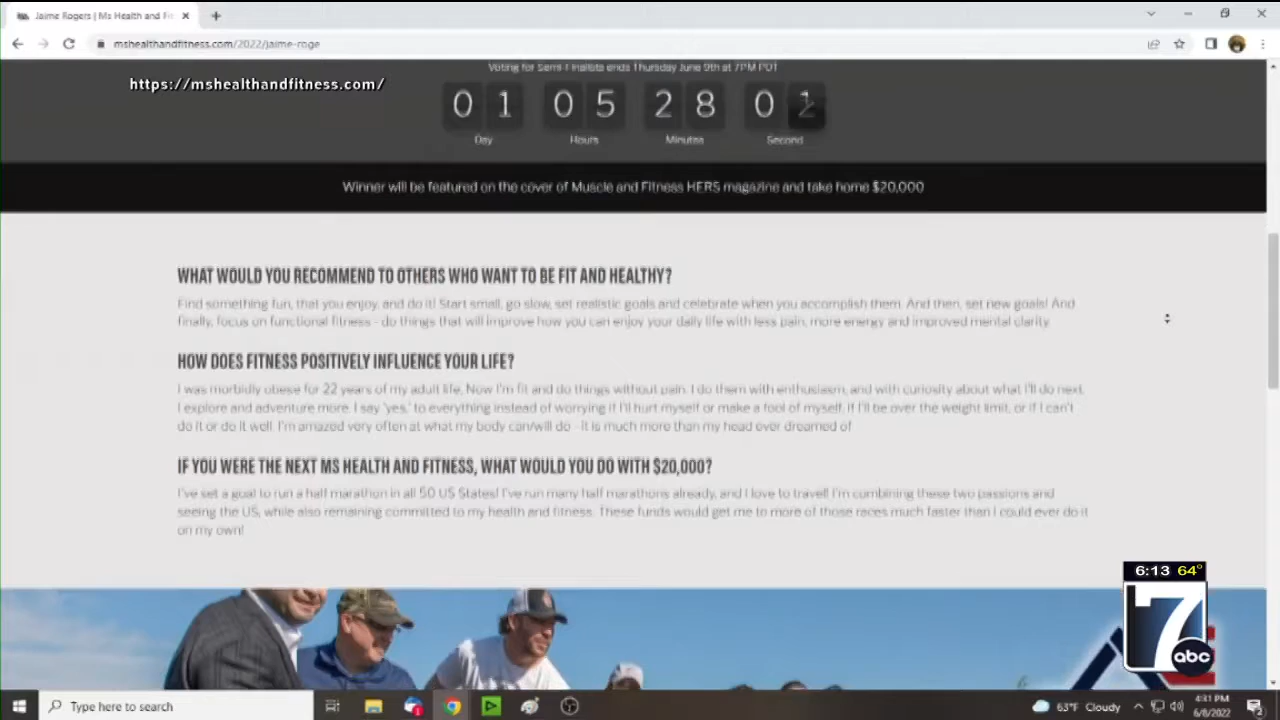 Jaime Rogers | Ms Health and Fit
mshealthandfitness.com/2022/jaime-roge
https://mshealthandfitness.com/
Voting for Semi-Finalists ends Thursday June 9th at 7PM PDT
01 05 28 0
Day Hours Minutes Second
Winner will be featured on the cover of Muscle and Fitness HERS magazine and take home $20,000
WHAT WOULD YOU RECOMMEND TO OTHERS WHO WANT TO BE FIT AND HEALTHY?
Find something fun, that you enjoy, and do it! Start small, go slow, set realistic goals and celebrate when you accomplish them. And then, set new goals! And
finally, focus on functional fitness - do things that will improve how you can enjoy your daily life with less pain, more energy and improved mental clarity.
HOW DOES FITNESS POSITIVELY INFLUENCE YOUR LIFE?
I was morbidly obese for 22 years of my adult life. Now I'm fit and do things without pain. I do them with enthusiasm, and with curiosity about what I'll do next.
I explore and adventure more. I say 'yes,' to everything instead of worrying if I'll hurt myself or make a fool of myself, if I'll be over the weight limit, or if I can't
do it or do it well. I'm amazed very often at what my body can/will do - it is much more than my head ever dreamed of
IF YOU WERE THE NEXT MS HEALTH AND FITNESS, WHAT WOULD YOU DO WITH $20,000?
I've set a goal to run a half marathon in all 50 US States! I've run many half marathons already, and I love to travel! I'm combining these two passions and
seeing the US, while also remaining committed to my health and fitness. These funds would get me to more of those races much faster than I could ever do it
on my own!
6:13 64°
7
abc
Type here to search
63°F Cloudy
4:31 PM
6/8/2022